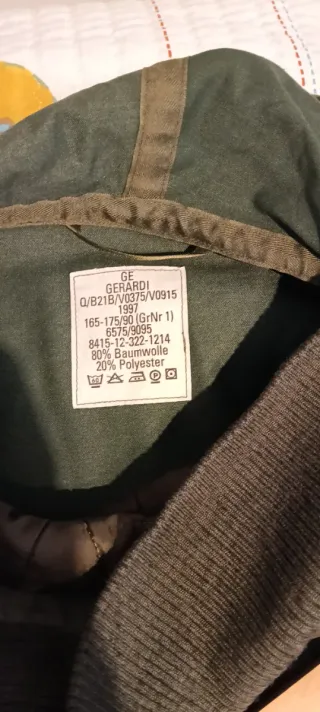 GE
GERARDI
Q/B21B/V0375/V0915
1997
165-175/90 (GrNr 1)
6575/9095
8415-12-322-1214
80% Baumwolle
20% Polyester